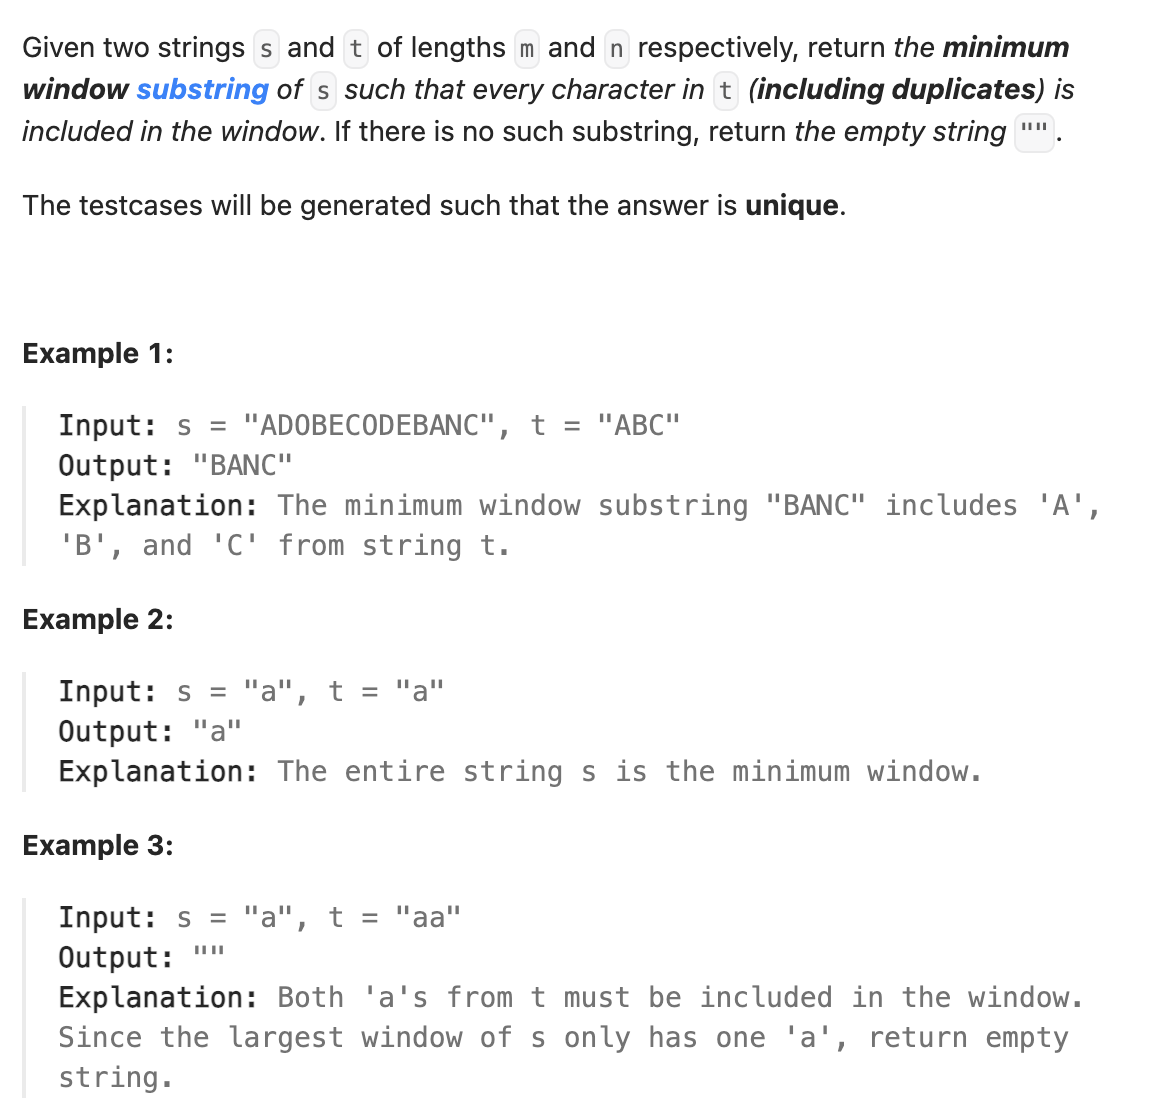 Given two strings s and t of lengths m and n respectively, return the minimum
window substring of s such that every character in t (including duplicates) is
included in the window. If there is no such substring, return the empty string "".
The testcases will be generated such that the answer is unique.
Example 1:
Input: s = "ADOBECODEBANC", t = "ABC"
Output: "BANC"
Explanation: The minimum window substring "BANC" includes 'A',
'B', and 'C' from string t.
Example 2:
Input: s = "a", t = "a"
Output: "a"
Explanation: The entire string s is the minimum window.
Example 3:
Input: s = "a", t = "aa"
Output: ""
Explanation: Both 'a's from t must be included in the window.
Since the largest window of s only has one 'a', return empty
string.